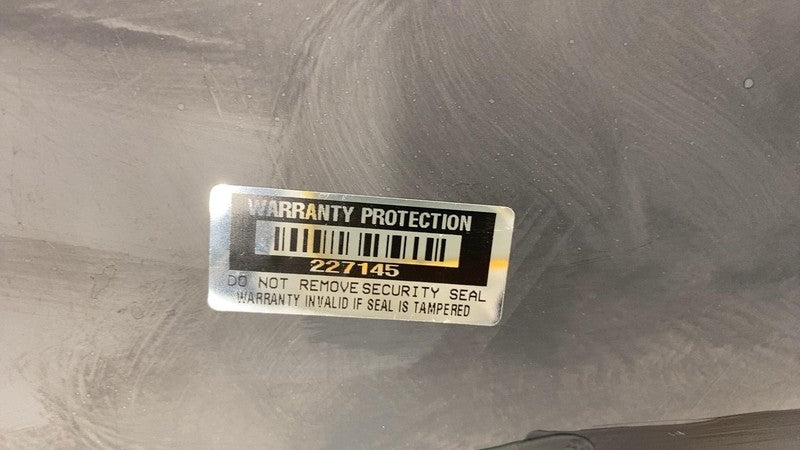 WARRANTY PROTECTION
227145
DO NOT REMOVE SECURITY SEAL
WARRANTY INVALID IF SEAL IS TAMPERED